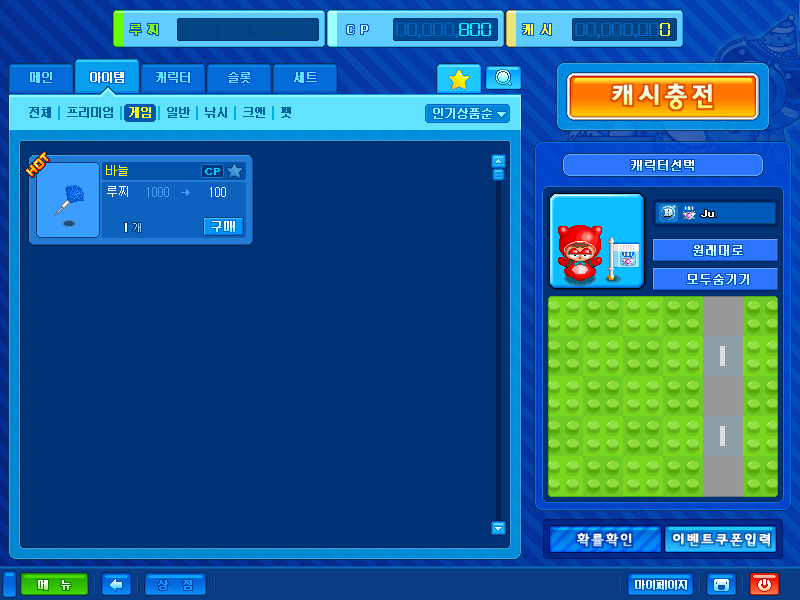 루찌
CP 00,000,800
캐시 00,000,000
메인 아이템 캐릭터 슬롯 세트
캐시충전
전체 | 프리미엄 | 게임 | 일반 | 낚시 | 크앤 | 펫
인기상품순
캐릭터선택
HOT
바늘 CP
루찌 1000 → 100
1 개 구매
Ju
LEVEL
원래대로
모두숨기기
확률확인 이벤트쿠폰입력
메 뉴 상 점 마이페이지